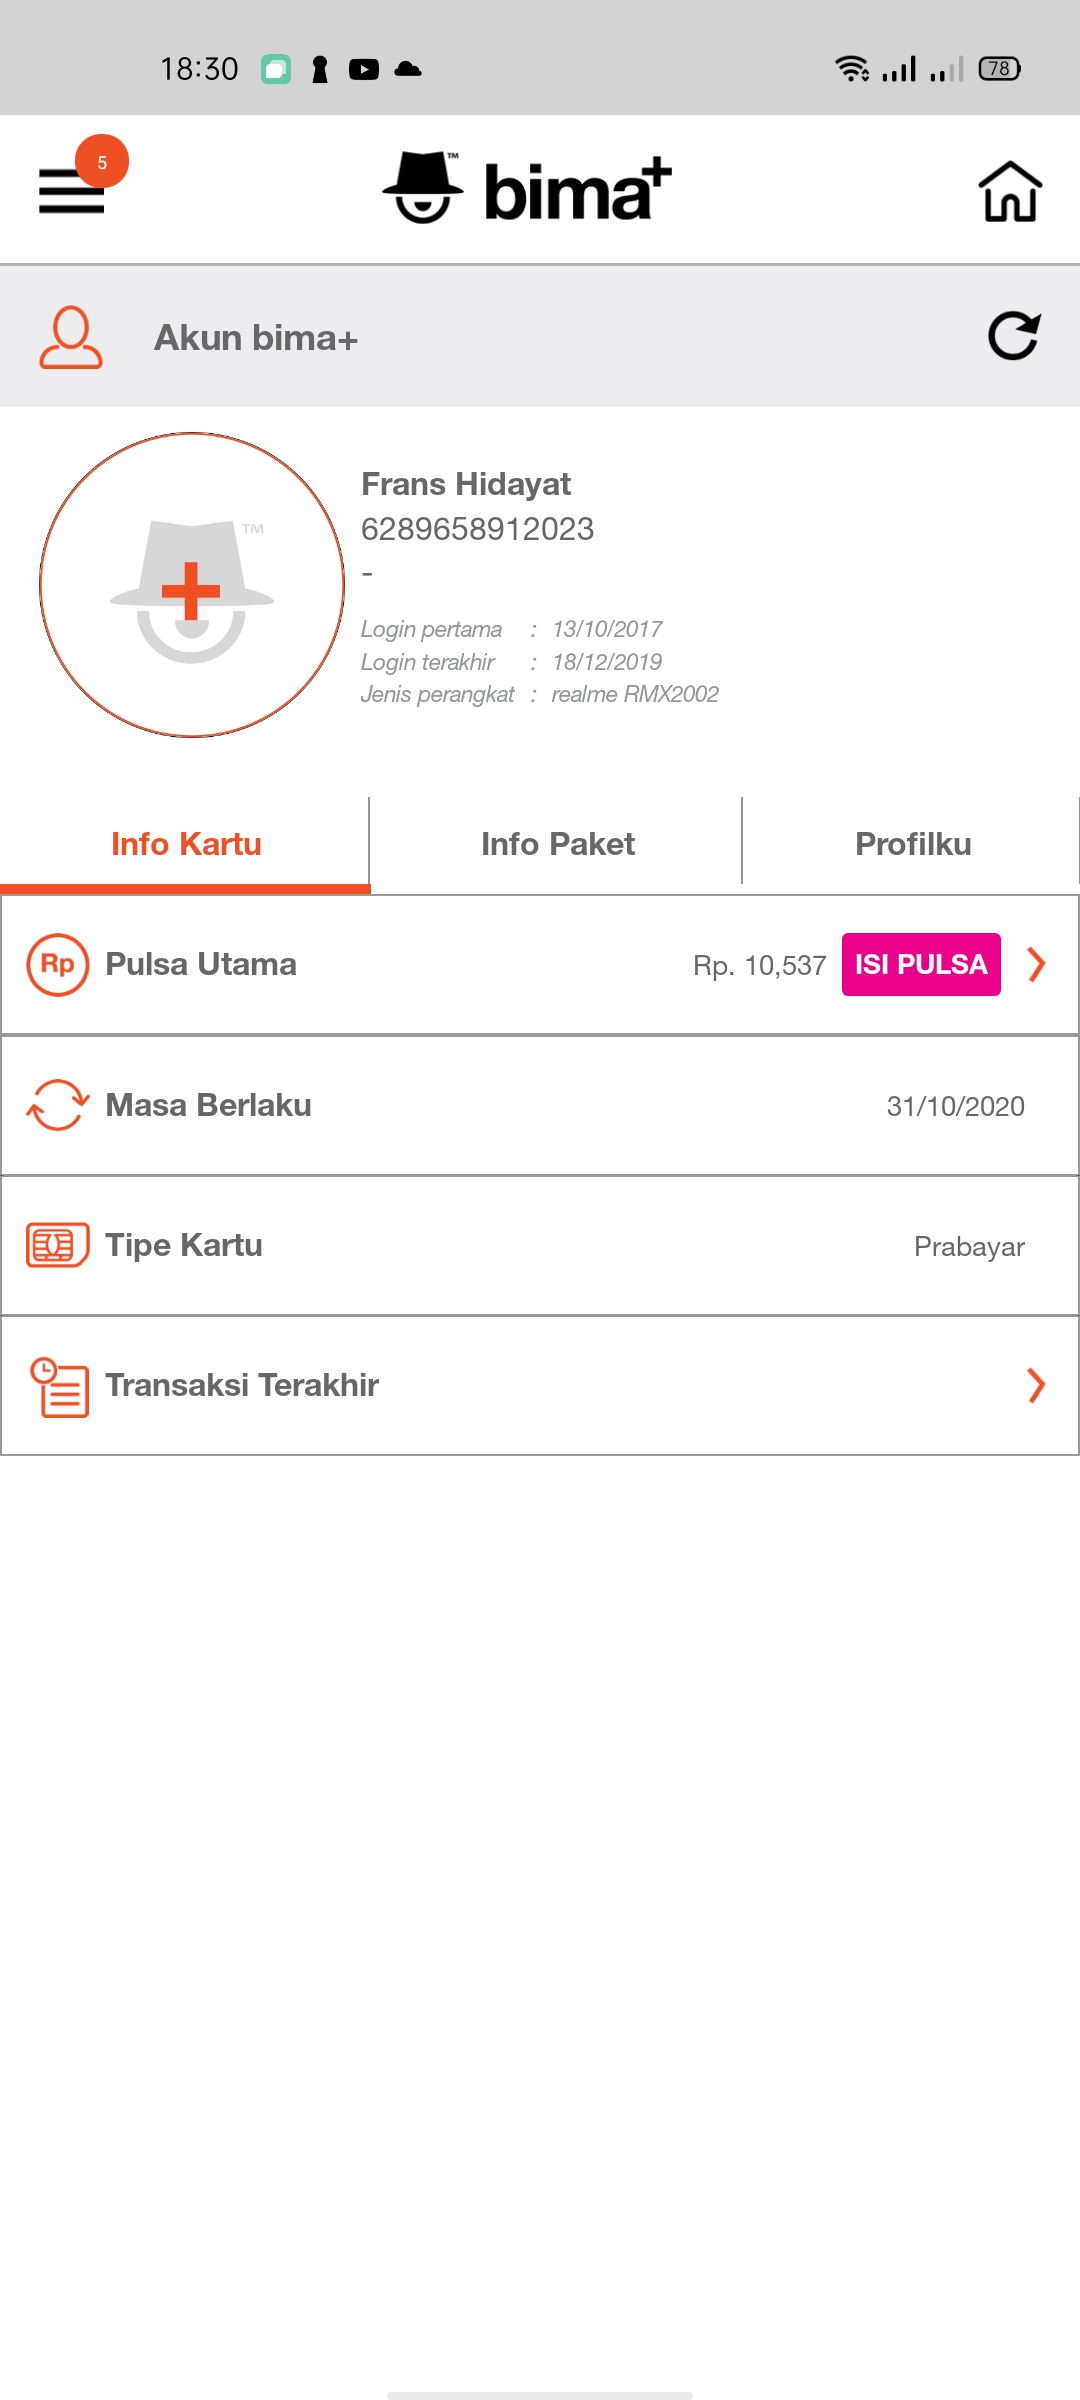 18:30 78
5
bima+ ™
Akun bima+
™
Frans Hidayat
6289658912023
-
Login pertama : 13/10/2017
Login terakhir : 18/12/2019
Jenis perangkat : realme RMX2002
Info Kartu Info Paket Profilku
Rp Pulsa Utama Rp. 10,537 ISI PULSA
Masa Berlaku 31/10/2020
Tipe Kartu Prabayar
Transaksi Terakhir